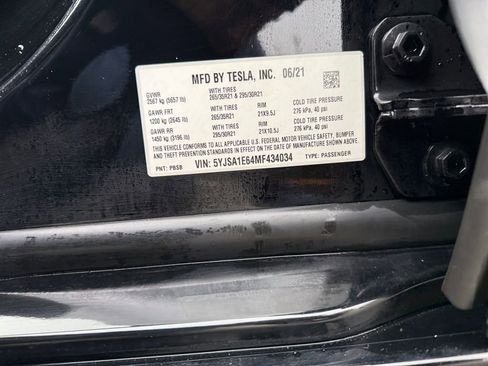 MFD BY TESLA, INC. 06/21
GVWR WITH TIRES
2567 kg (5657 lb) 265/35R21 & 295/30R21
GAWR FRT WITH TIRES RIM COLD TIRE PRESSURE
1200 kg (2645 lb) 265/35R21 21X9.5J 276 kPa, 40 psi
GAWR RR WITH TIRES RIM COLD TIRE PRESSURE
1450 kg (3196 lb) 295/30R21 21X10.5J 276 kPa, 40 psi
THIS VEHICLE CONFORMS TO ALL APPLICABLE U.S. FEDERAL MOTOR VEHICLE SAFETY, BUMPER
AND THEFT PREVENTION STANDARDS IN EFFECT ON THE DATE OF MANUFACTURE SHOWN ABOVE.
VIN: 5YJSA1E64MF434034
PNT: PBSB TYPE: PASSENGER